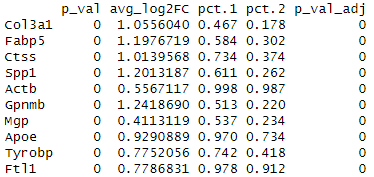 p_val avg_log2FC pct.1 pct.2 p_val_adj
Col3a1 0 1.0556040 0.467 0.178 0
Fabp5 0 1.1976719 0.584 0.302 0
Ctss 0 1.0139568 0.734 0.374 0
Spp1 0 1.2013187 0.611 0.262 0
Actb 0 0.5567117 0.998 0.987 0
Gpnmb 0 1.2418690 0.513 0.220 0
Mgp 0 0.4113119 0.537 0.234 0
Apoe 0 0.9290889 0.970 0.734 0
Tyrobp 0 0.7752056 0.742 0.418 0
Ftl1 0 0.7786831 0.978 0.912 0